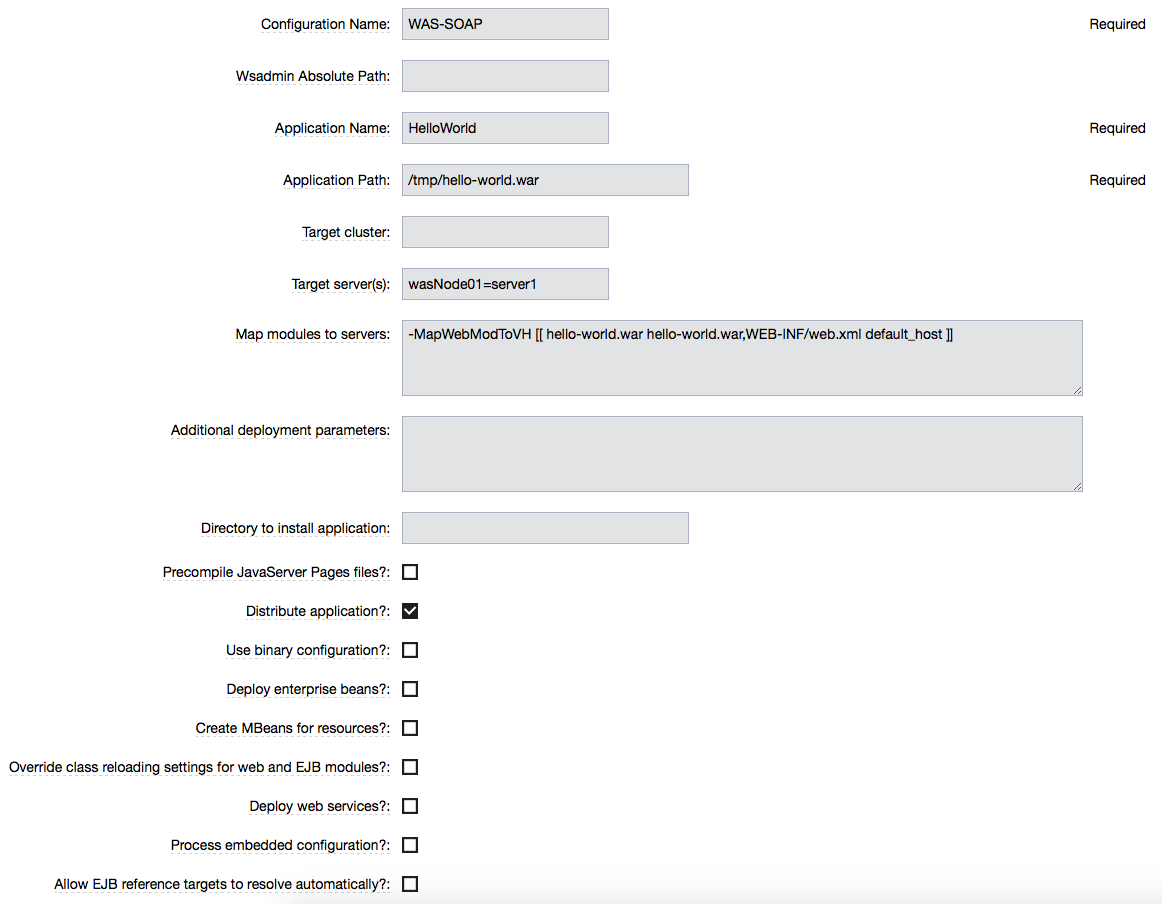 Configuration Name: WAS-SOAP Required
Wsadmin Absolute Path:
Application Name: HelloWorld Required
Application Path: /tmp/hello-world.war Required
Target cluster:
Target server(s): wasNode01=server1
Map modules to servers: -MapWebModToVH [[ hello-world.war hello-world.war,WEB-INF/web.xml default_host ]]
Additional deployment parameters:
Directory to install application:
Precompile JavaServer Pages files?:
Distribute application?:
Use binary configuration?:
Deploy enterprise beans?:
Create MBeans for resources?:
Override class reloading settings for web and EJB modules?:
Deploy web services?:
Process embedded configuration?:
Allow EJB reference targets to resolve automatically?: